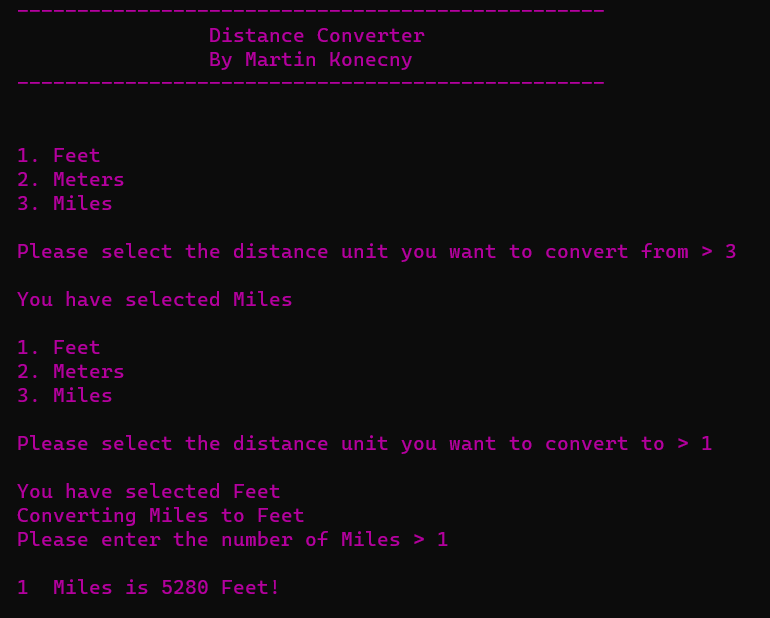 -------------------------------------------------
Distance Converter
By Martin Konecny
-------------------------------------------------
1. Feet
2. Meters
3. Miles
Please select the distance unit you want to convert from > 3
You have selected Miles
1. Feet
2. Meters
3. Miles
Please select the distance unit you want to convert to > 1
You have selected Feet
Converting Miles to Feet
Please enter the number of Miles > 1
1  Miles is 5280 Feet!